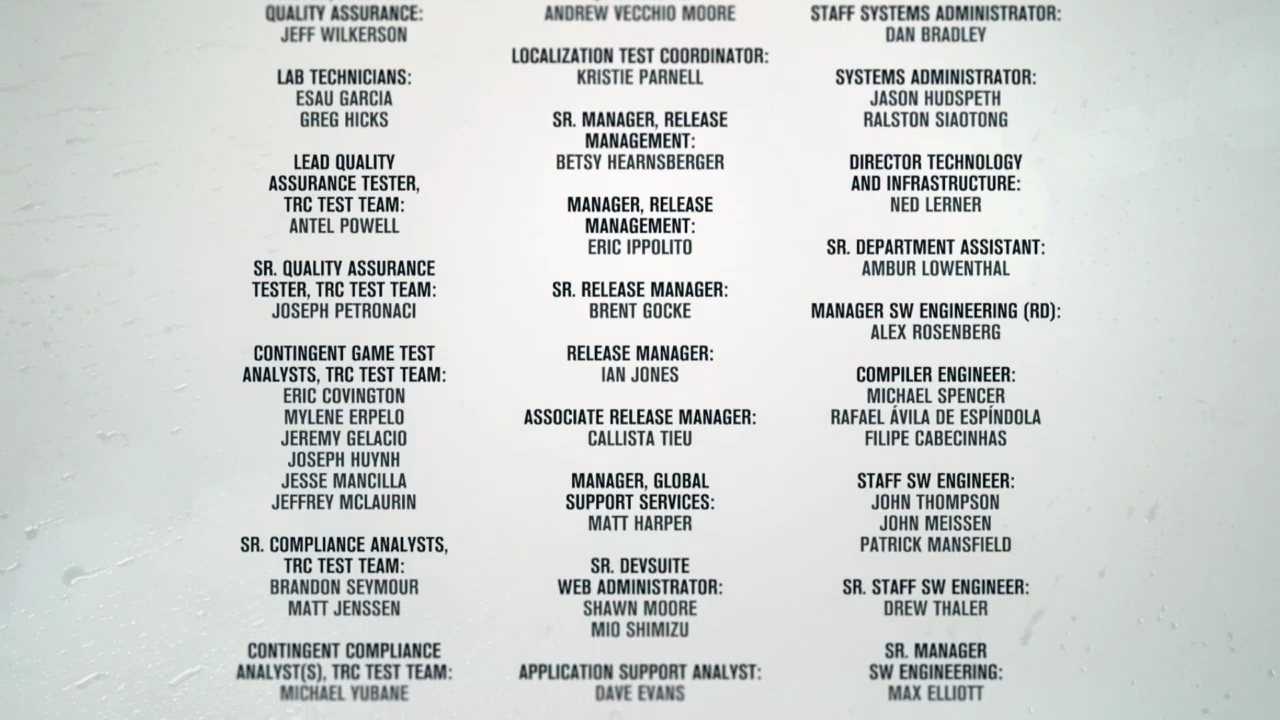 QUALITY ASSURANCE:
JEFF WILKERSON
LAB TECHNICIANS:
ESAU GARCIA
GREG HICKS
LEAD QUALITY
ASSURANCE TESTER,
TRC TEST TEAM:
ANTEL POWELL
SR. QUALITY ASSURANCE
TESTER, TRC TEST TEAM:
JOSEPH PETRONACI
CONTINGENT GAME TEST
ANALYSTS, TRC TEST TEAM:
ERIC COVINGTON
MYLENE ERPELO
JEREMY GELACIO
JOSEPH HUYNH
JESSE MANCILLA
JEFFREY MCLAURIN
SR. COMPLIANCE ANALYSTS,
TRC TEST TEAM:
BRANDON SEYMOUR
MATT JENSSEN
CONTINGENT COMPLIANCE
ANALYST(S), TRC TEST TEAM:
MICHAEL YUBANE
ANDREW VECCHIO MOORE
LOCALIZATION TEST COORDINATOR:
KRISTIE PARNELL
SR. MANAGER, RELEASE
MANAGEMENT:
BETSY HEARNSBERGER
MANAGER, RELEASE
MANAGEMENT:
ERIC IPPOLITO
SR. RELEASE MANAGER:
BRENT GOCKE
RELEASE MANAGER:
IAN JONES
ASSOCIATE RELEASE MANAGER:
CALLISTA TIEU
MANAGER, GLOBAL
SUPPORT SERVICES:
MATT HARPER
SR. DEVSUITE
WEB ADMINISTRATOR:
SHAWN MOORE
MIO SHIMIZU
APPLICATION SUPPORT ANALYST:
DAVE EVANS
STAFF SYSTEMS ADMINISTRATOR:
DAN BRADLEY
SYSTEMS ADMINISTRATOR:
JASON HUDSPETH
RALSTON SIAOTONG
DIRECTOR TECHNOLOGY
AND INFRASTRUCTURE:
NED LERNER
SR. DEPARTMENT ASSISTANT:
AMBUR LOWENTHAL
MANAGER SW ENGINEERING (RD):
ALEX ROSENBERG
COMPILER ENGINEER:
MICHAEL SPENCER
RAFAEL ÁVILA DE ESPÍNDOLA
FILIPE CABECINHAS
STAFF SW ENGINEER:
JOHN THOMPSON
JOHN MEISSEN
PATRICK MANSFIELD
SR. STAFF SW ENGINEER:
DREW THALER
SR. MANAGER
SW ENGINEERING:
MAX ELLIOTT